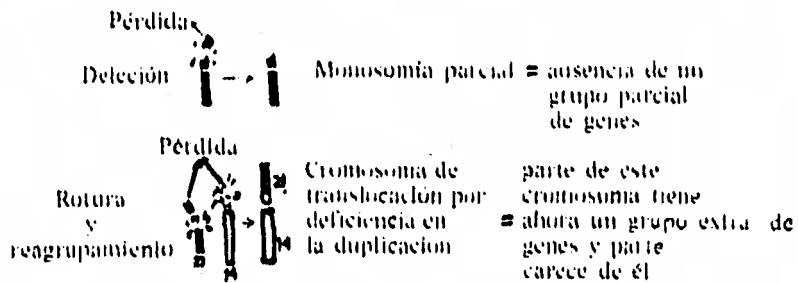 Pérdida
Deleción
Monosomía parcial = ausencia de un
grupo parcial
de genes
Pérdida
Rotura
y
reagrupamiento
Cromosoma de
translocación por
deficiencia en
la duplicacion
=
parte de este
cromosoma tiene
ahora un grupo extra de
genes y parte
carece de él